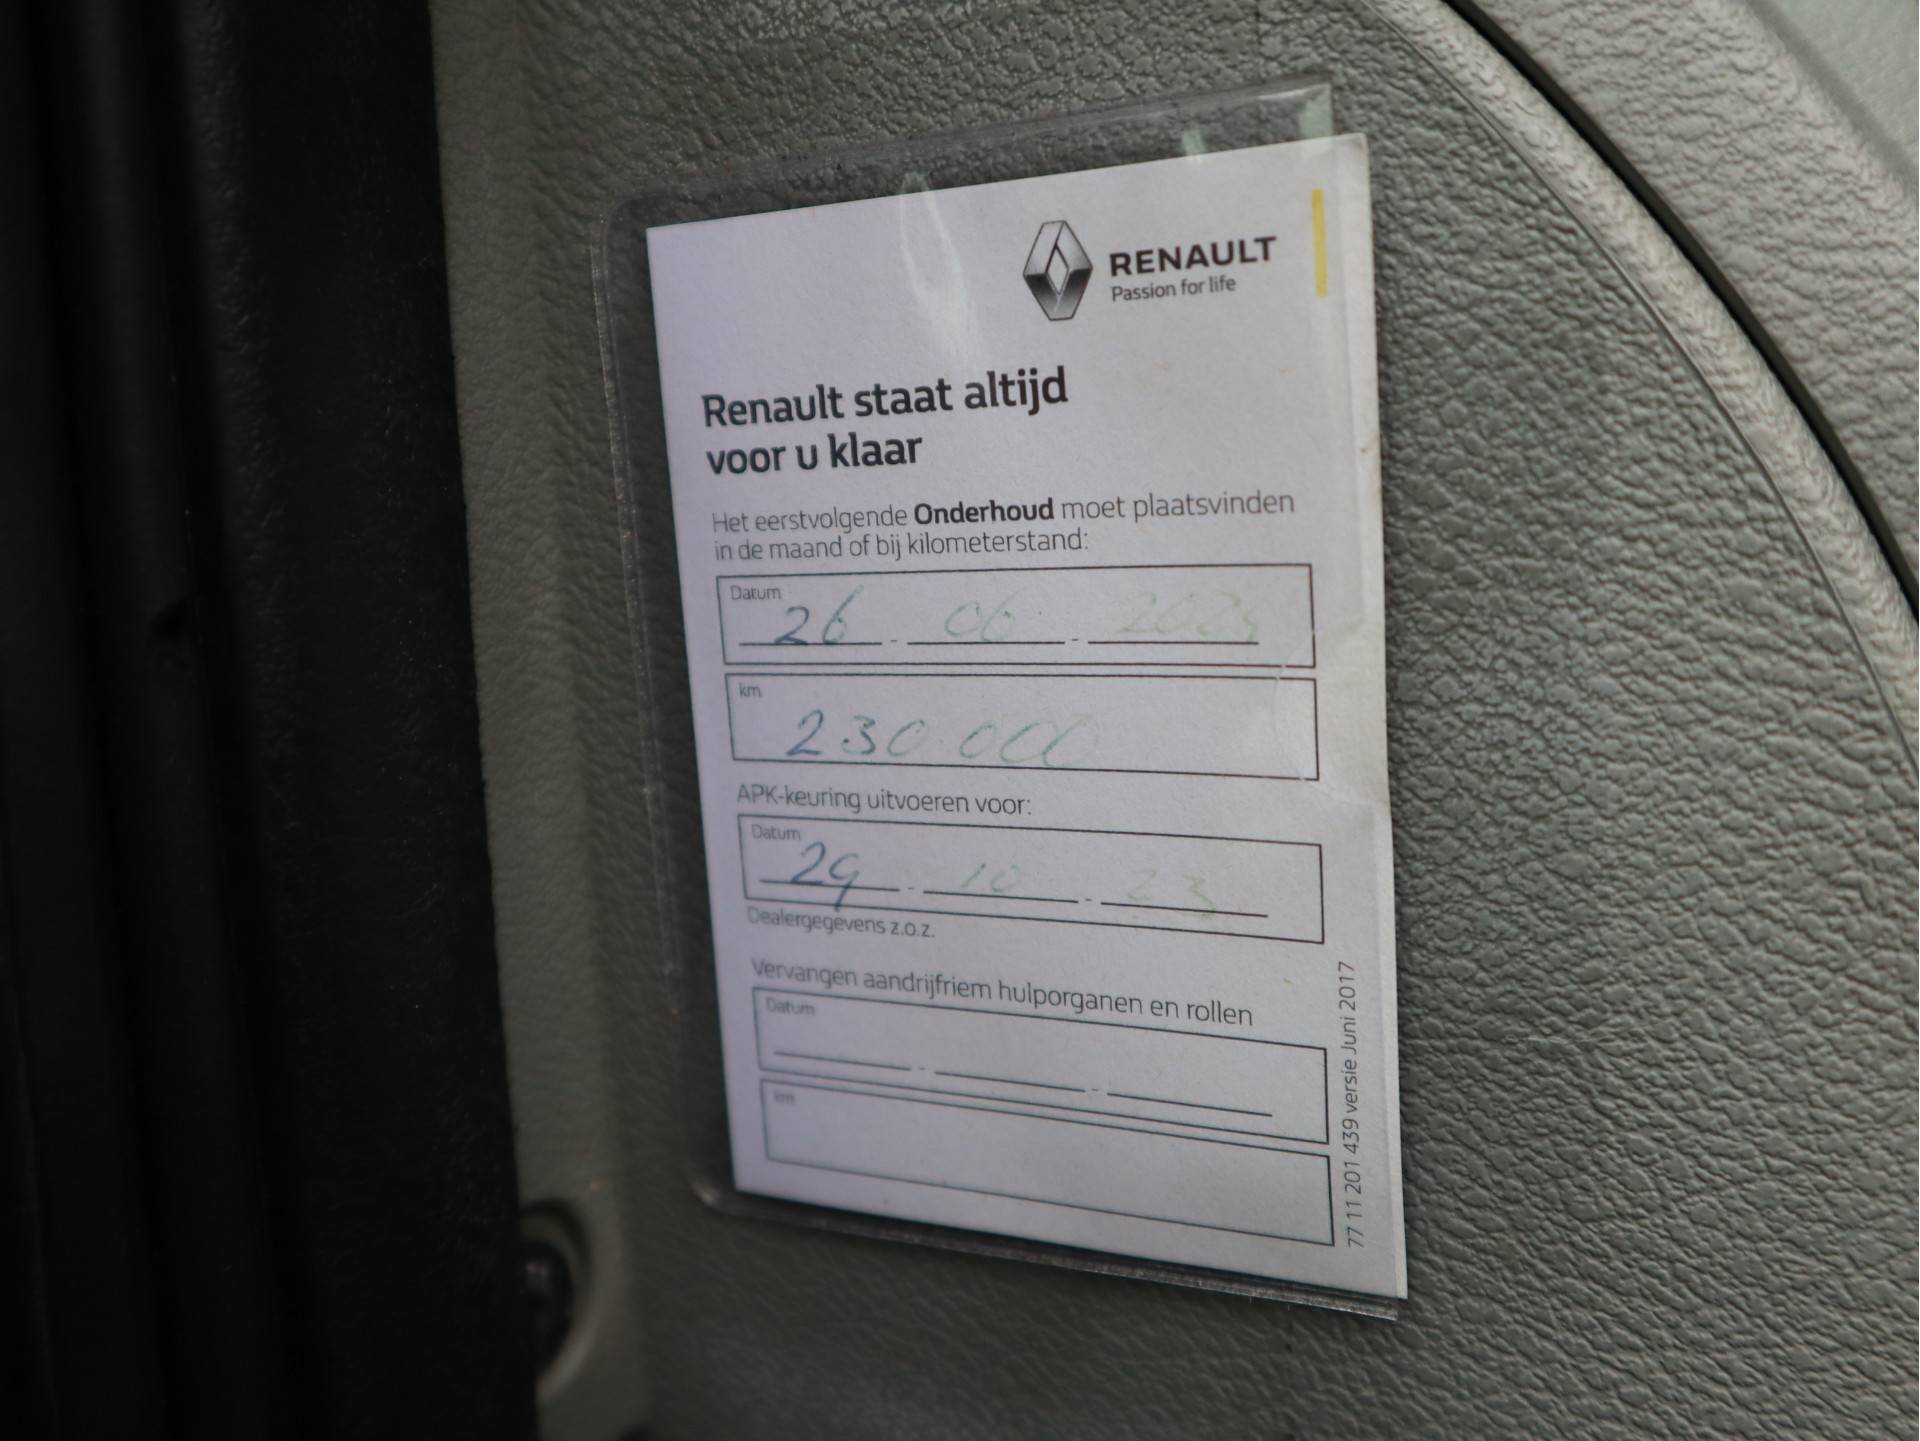 RENAULT
Passion for life
Renault staat altijd
voor u klaar
Het eerstvolgende Onderhoud moet plaatsvinden
in de maand of bij kilometerstand:
Datum
26 - 06 - 2024
km
230.000
APK-keuring uitvoeren voor:
Datum
29 - 10 - 23
Dealergegevens z.o.z.
Vervangen aandrijfriem hulporganen en rollen
Datum
km
77 11 201 439 versie Juni 2017